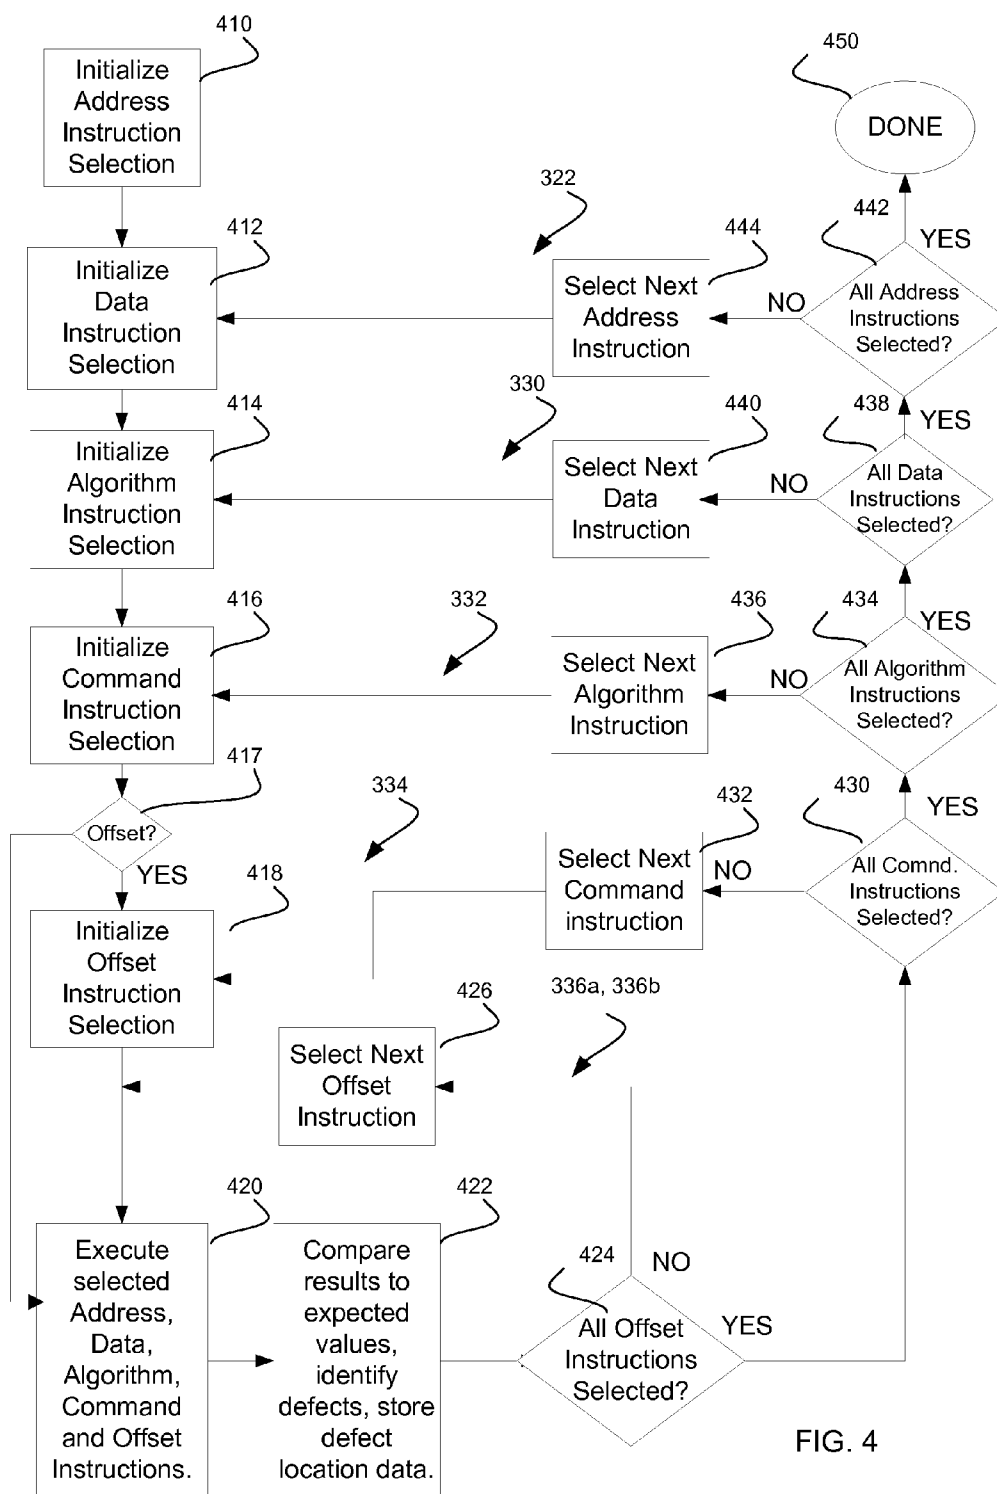 410
Initialize
Address
Instruction
Selection
450
DONE
322
412
Initialize
Data
Instruction
Selection
444
Select Next
Address
Instruction
NO
442
YES
All Address
Instructions
Selected?
330
414
Initialize
Algorithm
Instruction
Selection
440
Select Next
Data
Instruction
NO
438
YES
All Data
Instructions
Selected?
332
416
Initialize
Command
Instruction
Selection
436
Select Next
Algorithm
Instruction
NO
434
YES
All Algorithm
Instructions
Selected?
417
Offset?
YES
334
432
Select Next
Command
instruction
NO
430
YES
All Comnd.
Instructions
Selected?
418
Initialize
Offset
Instruction
Selection
426
Select Next
Offset
Instruction
336a, 336b
420
Execute
selected
Address,
Data,
Algorithm,
Command
and Offset
Instructions.
422
Compare
results to
expected
values,
identify
defects, store
defect
location data.
424
NO
YES
All Offset
Instructions
Selected?
FIG. 4